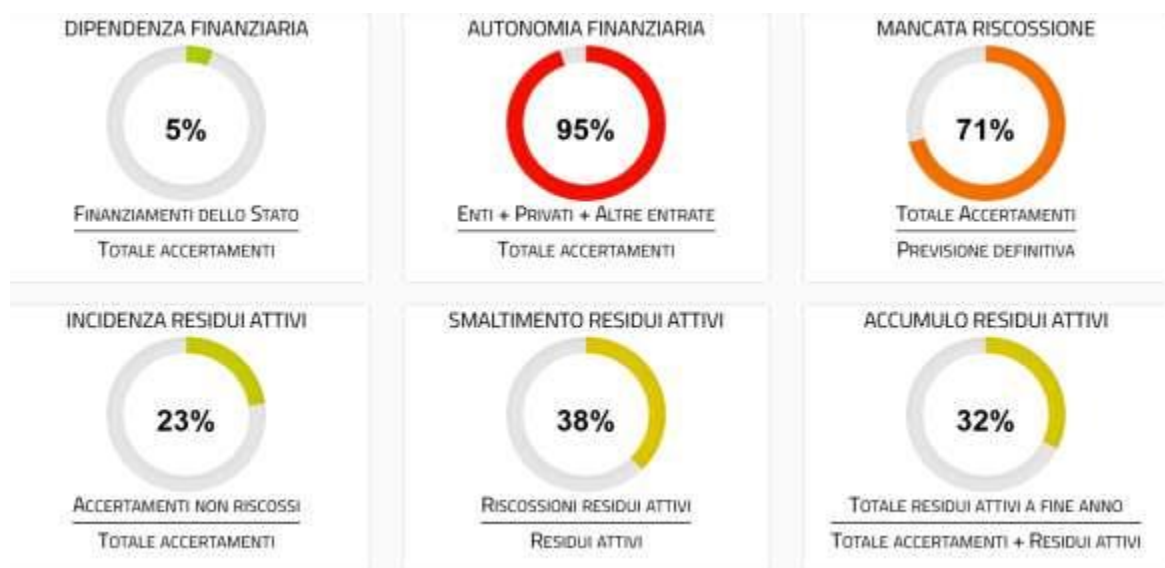 DIPENDENZA FINANZIARIA
5%
FINANZIAMENTI DELLO STATO
TOTALE ACCERTAMENTI
AUTONOMIA FINANZIARIA
95%
ENTI + PRIVATI + ALTRE ENTRATE
TOTALE ACCERTAMENTI
MANCATA RISCOSSIONE
71%
TOTALE ACCERTAMENTI
PREVISIONE DEFINITIVA
INCIDENZA RESIDUI ATTIVI
23%
ACCERTAMENTI NON RISCOSSI
TOTALE ACCERTAMENTI
SMALTIMENTO RESIDUI ATTIVI
38%
RISCOSSIONI RESIDUI ATTIVI
RESIDUI ATTIVI
ACCUMULO RESIDUI ATTIVI
32%
TOTALE RESIDUI ATTIVI A FINE ANNO
TOTALE ACCERTAMENTI + RESIDUI ATTIVI